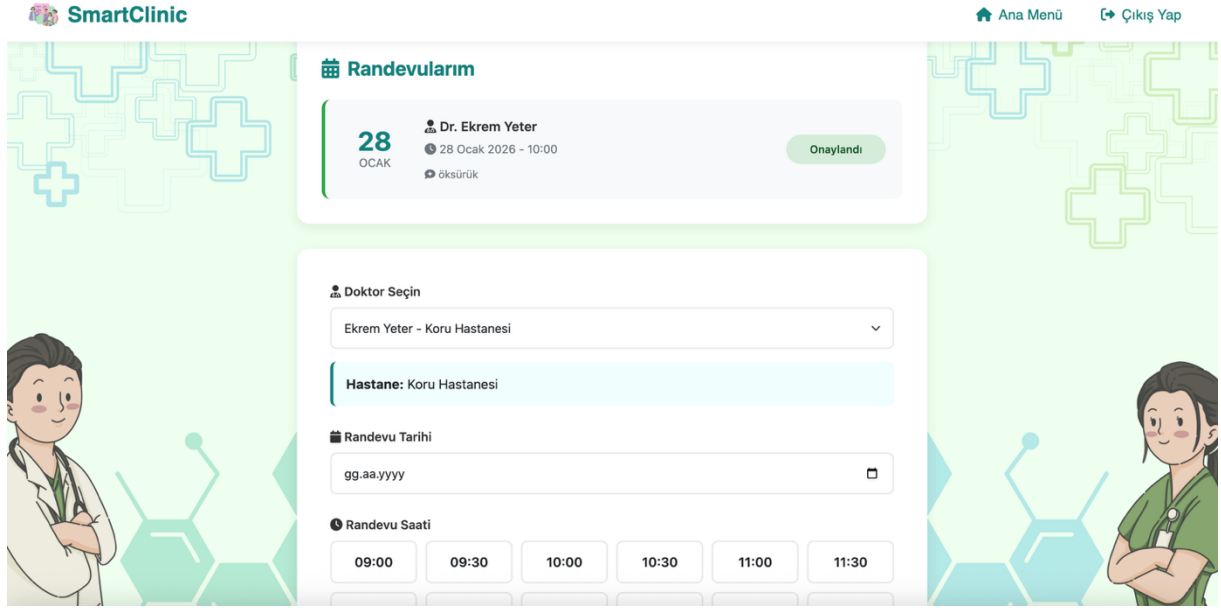 SmartClinic
Ana Menü
Çıkış Yap
Randevularım
28
OCAK
Dr. Ekrem Yeter
28 Ocak 2026 - 10:00
öksürük
Onaylandı
Doktor Seçin
Ekrem Yeter - Koru Hastanesi
Hastane: Koru Hastanesi
Randevu Tarihi
gg.aa.yyyy
Randevu Saati
09:00 09:30 10:00 10:30 11:00 11:30